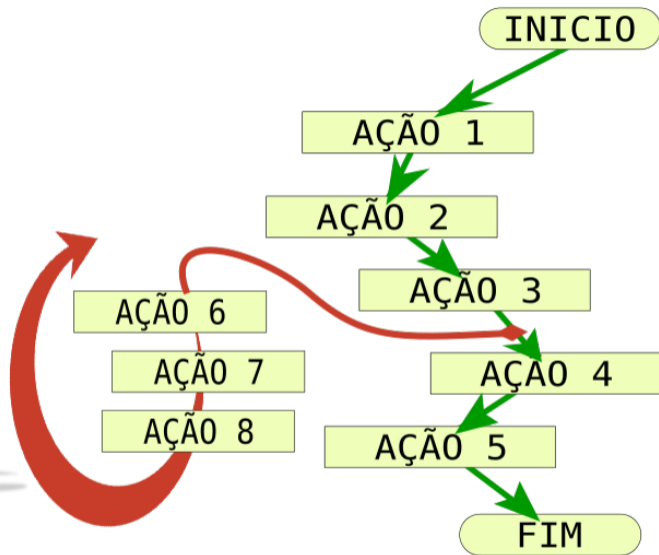 INICIO
AÇÃO 1
AÇÃO 2
AÇÃO 3
AÇÃO 4
AÇÃO 5
FIM
AÇÃO 6
AÇÃO 7
AÇÃO 8